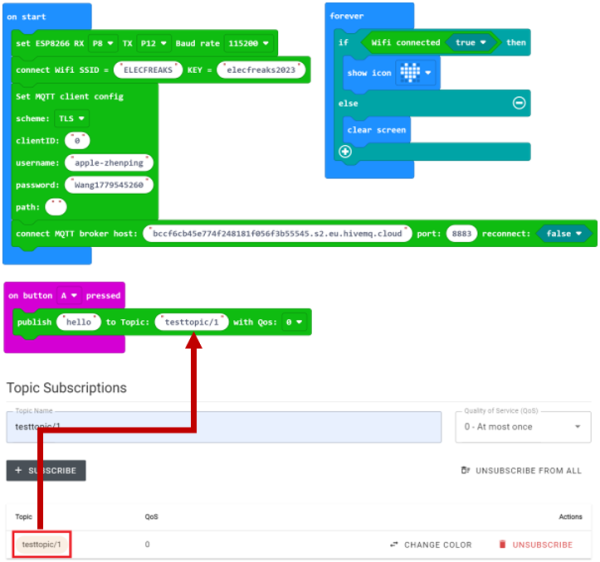 on start
set ESP8266 RX P8 TX P12 Baud rate 115200
connect Wifi SSID = "ELECFREAKS" KEY = "elecfreaks2023"
Set MQTT client config
scheme: TLS
clientID: "0"
username: "apple-zhenping"
password: "Wang1779545260"
path: " "
connect MQTT broker host: "bccf6cb45e774f248181f056f3b55545.s2.eu.hivemq.cloud" port: 8883 reconnect: false
forever
if Wifi connected true then
show icon
else
clear screen
on button A pressed
publish "hello" to Topic: "testtopic/1" with Qos: 0
Topic Subscriptions
Topic Name
testtopic/1
Quality of Service (QoS)
0 - At most once
+ SUBSCRIBE
UNSUBSCRIBE FROM ALL
Topic QoS Actions
testtopic/1 0 CHANGE COLOR UNSUBSCRIBE